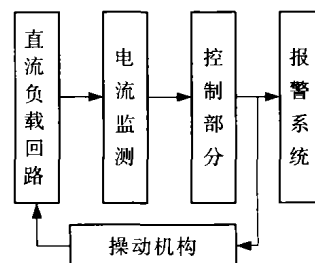 直流负载回路
电流监测
控制部分
报警系统
操动机构